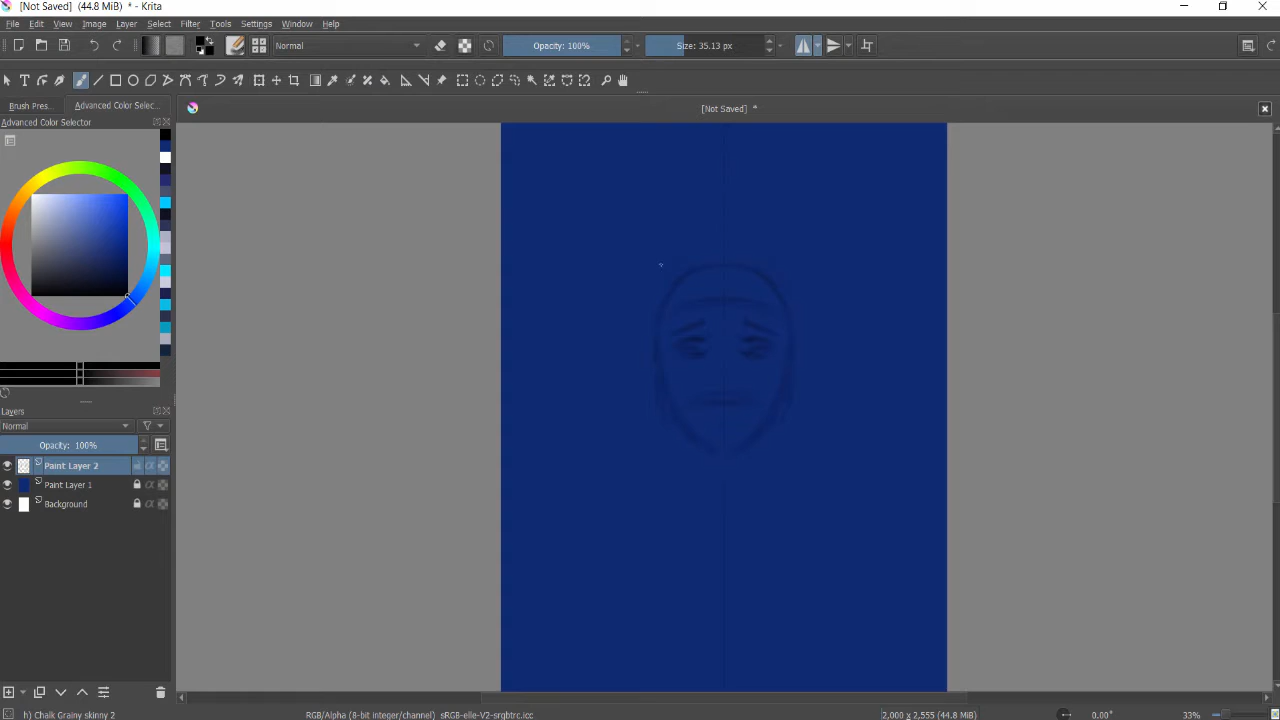 [Not Saved] (44.8 MiB) * - Krita
File Edit View Image Layer Select Filter Tools Settings Window Help
Normal Opacity: 100% Size: 35.13 px
Brush Pres... Advanced Color Selec... [Not Saved] *
Advanced Color Selector
Layers
Normal
Opacity: 100%
Paint Layer 2
Paint Layer 1
Background
h) Chalk Grainy skinny 2 RGB/Alpha (8-bit integer/channel) sRGB-elle-V2-srgbtrc.icc 2,000 x 2,555 (44.8 MiB) 0.00° 33%